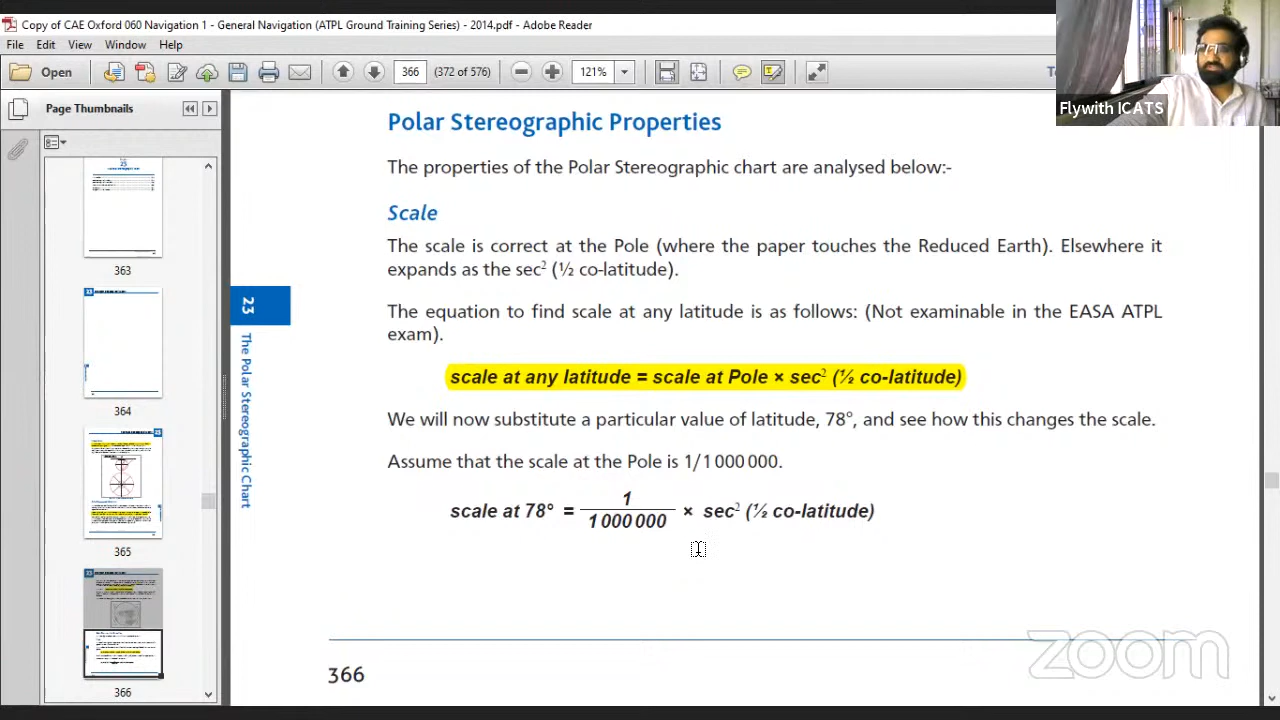 Copy of CAE Oxford 060 Navigation 1 - General Navigation (ATPL Ground Training Series) - 2014.pdf - Adobe Reader
File Edit View Window Help
Open 366 (372 of 576) 121%
Flywith ICATS
Page Thumbnails
363
364
365
366
23
The Polar Stereographic Chart
Polar Stereographic Properties
The properties of the Polar Stereographic chart are analysed below:-
Scale
The scale is correct at the Pole (where the paper touches the Reduced Earth). Elsewhere it
expands as the sec² (½ co-latitude).
The equation to find scale at any latitude is as follows: (Not examinable in the EASA ATPL
exam).
scale at any latitude = scale at Pole × sec² (½ co-latitude)
We will now substitute a particular value of latitude, 78°, and see how this changes the scale.
Assume that the scale at the Pole is 1/1 000 000.
scale at 78° = 1 / 1 000 000 × sec² (½ co-latitude)
366
zoom